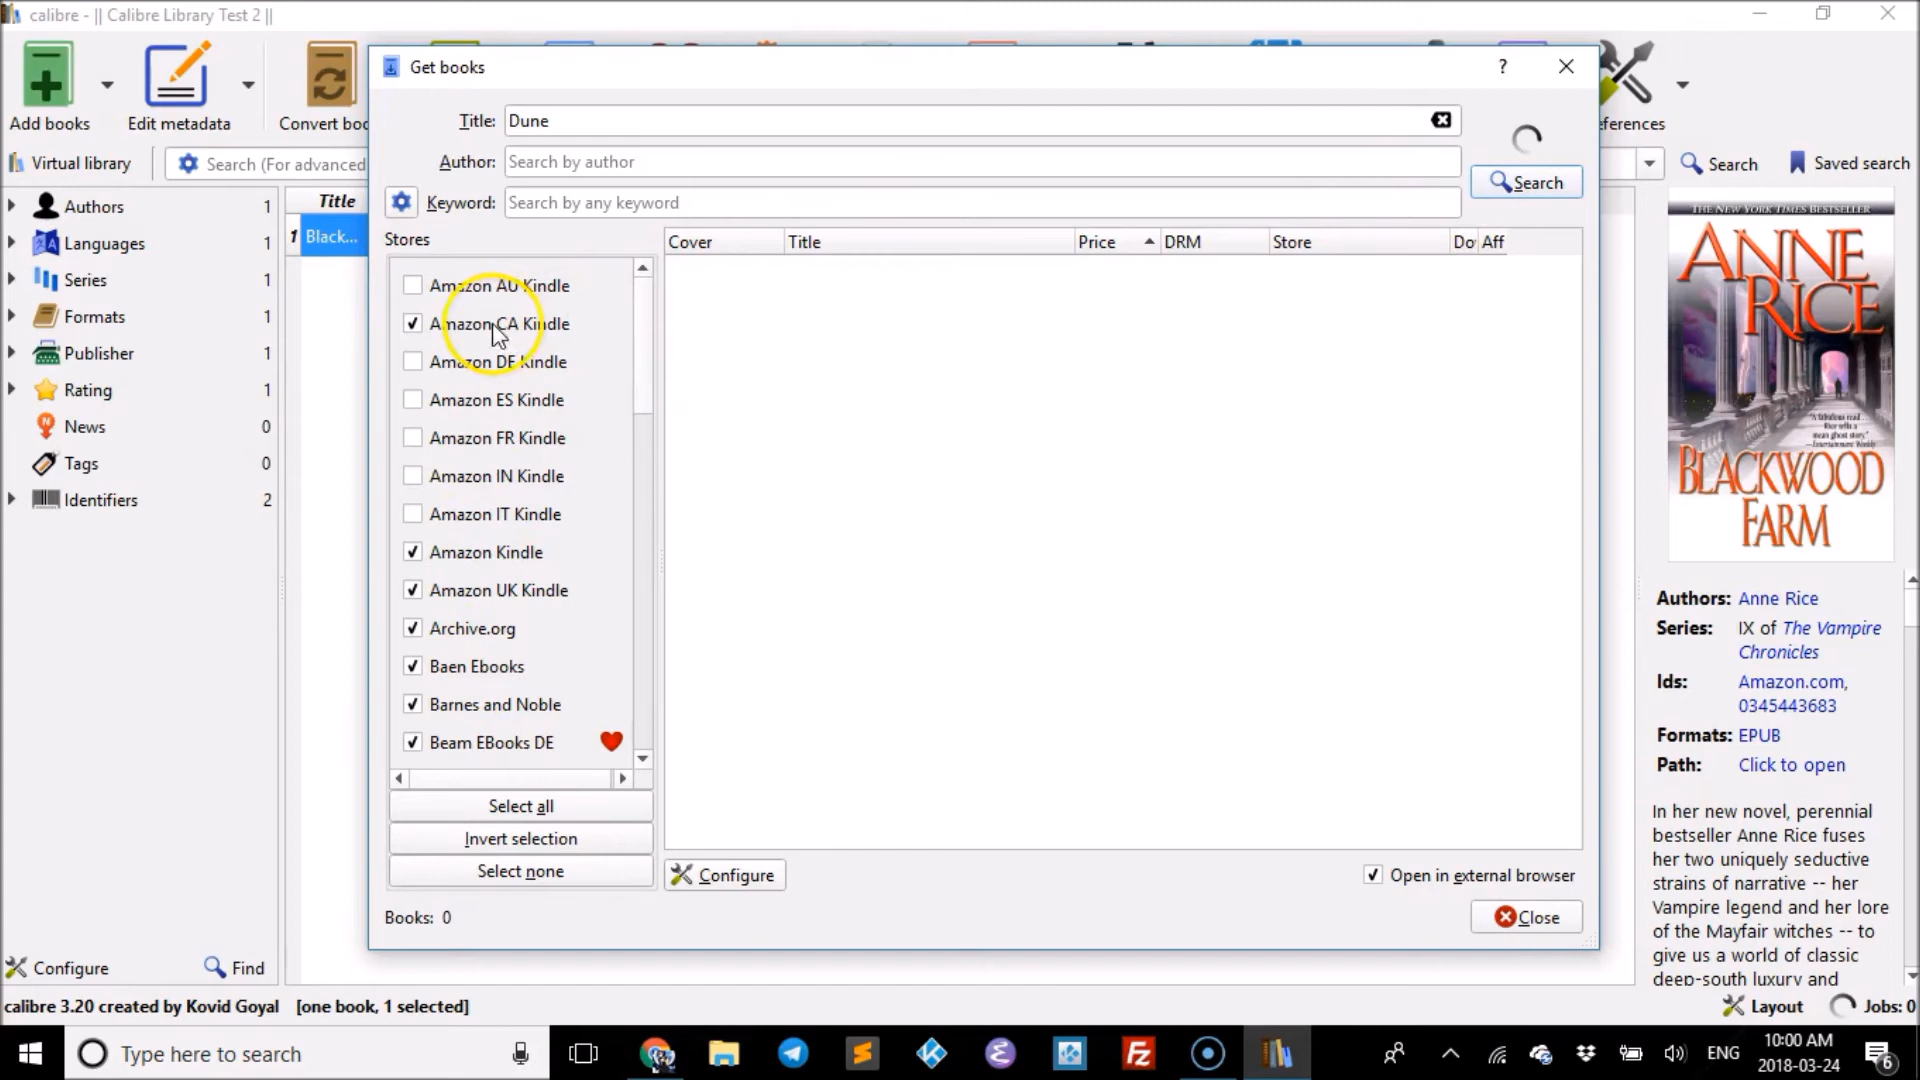 calibre - || Calibre Library Test 2 ||
Add books
Edit metadata
Convert boo
eferences
Virtual library
Search (For advanced
Search
Saved search
Authors 1
Languages 1
Series 1
Formats 1
Publisher 1
Rating 1
News 0
Tags 0
Identifiers 2
Configure
Find
Title
1 Black...
Get books
?
Title: Dune
Author: Search by author
Keyword: Search by any keyword
Search
Stores
Amazon AU Kindle
Amazon CA Kindle
Amazon DE Kindle
Amazon ES Kindle
Amazon FR Kindle
Amazon IN Kindle
Amazon IT Kindle
Amazon Kindle
Amazon UK Kindle
Archive.org
Baen Ebooks
Barnes and Noble
Beam EBooks DE
Select all
Invert selection
Select none
Cover Title Price DRM Store Do Aff
Configure
Open in external browser
Books: 0
Close
THE NEW YORK TIMES BESTSELLER
ANNE
RICE
"A fabulous read...
Rice tells a
mean ghost story."
Entertainment Weekly
BLACKWOOD
FARM
Authors: Anne Rice
Series: IX of The Vampire
Chronicles
Ids: Amazon.com,
0345443683
Formats: EPUB
Path: Click to open
In her new novel, perennial
bestseller Anne Rice fuses
her two uniquely seductive
strains of narrative -- her
Vampire legend and her lore
of the Mayfair witches -- to
give us a world of classic
deep-south luxury and
calibre 3.20 created by Kovid Goyal [one book, 1 selected]
Layout
Jobs: 0
Type here to search
ENG
10:00 AM
2018-03-24
6